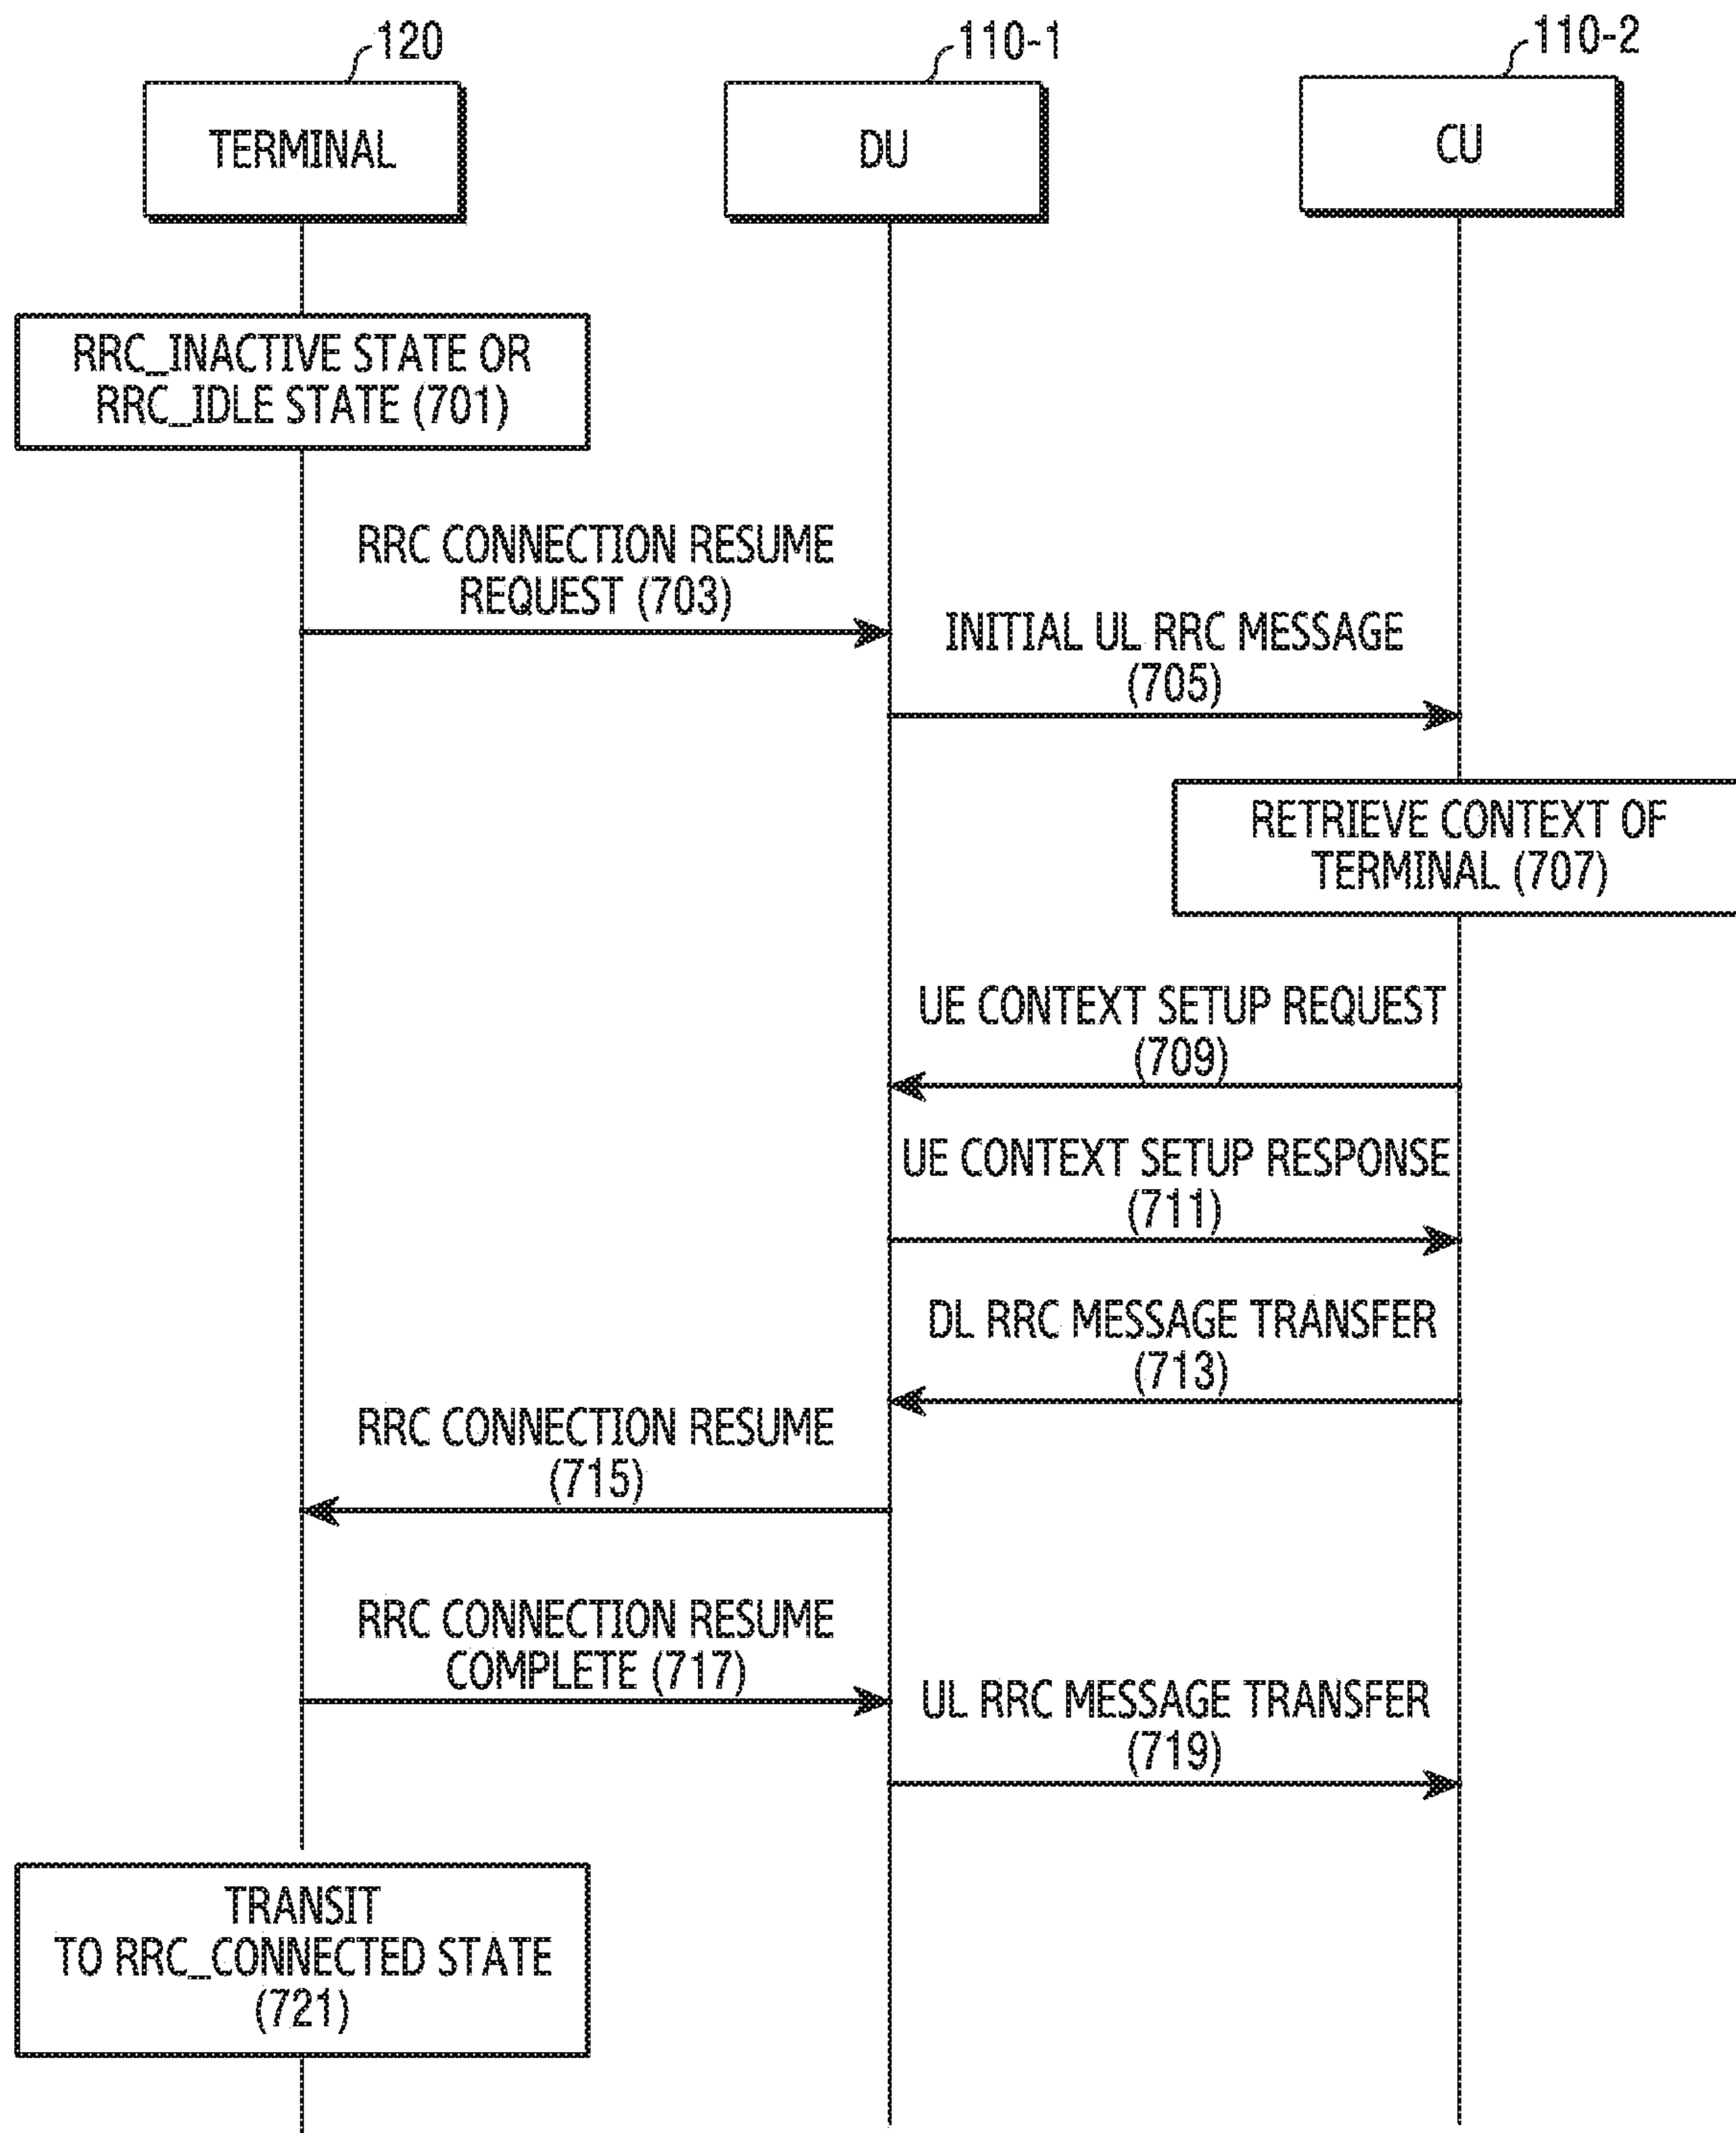 120
110-1
110-2
TERMINAL
DU
CU
RRC_INACTIVE STATE OR
RRC_IDLE STATE (701)
RRC CONNECTION RESUME
REQUEST (703)
INITIAL UL RRC MESSAGE
(705)
RETRIEVE CONTEXT OF
TERMINAL (707)
UE CONTEXT SETUP REQUEST
(709)
UE CONTEXT SETUP RESPONSE
(711)
DL RRC MESSAGE TRANSFER
(713)
RRC CONNECTION RESUME
(715)
RRC CONNECTION RESUME
COMPLETE (717)
UL RRC MESSAGE TRANSFER
(719)
TRANSIT
TO RRC_CONNECTED STATE
(721)